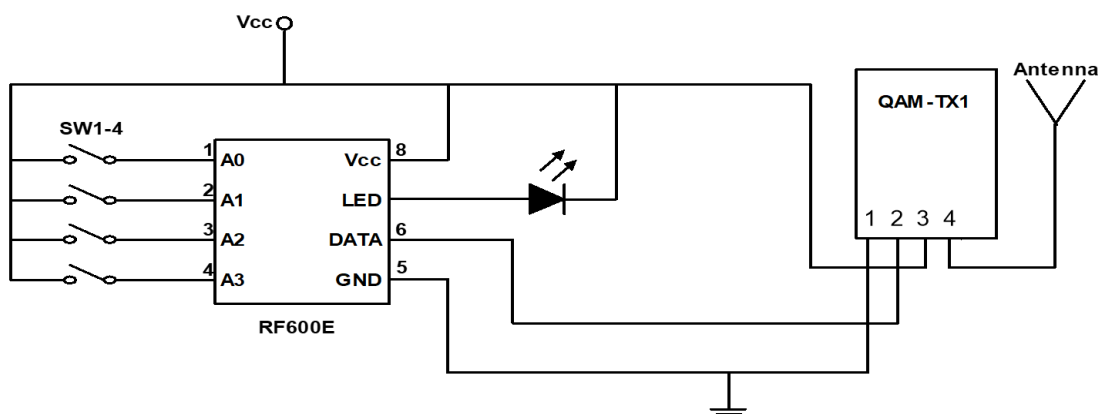 Vcc
Antenna
QAM-TX1
SW1-4
1 A0 Vcc 8
2 A1 LED
3 A2 DATA 6
4 A3 GND 5
1 2 3 4
RF600E